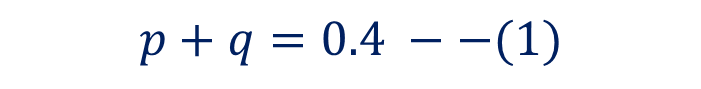 p + q = 0.4 − −(1)